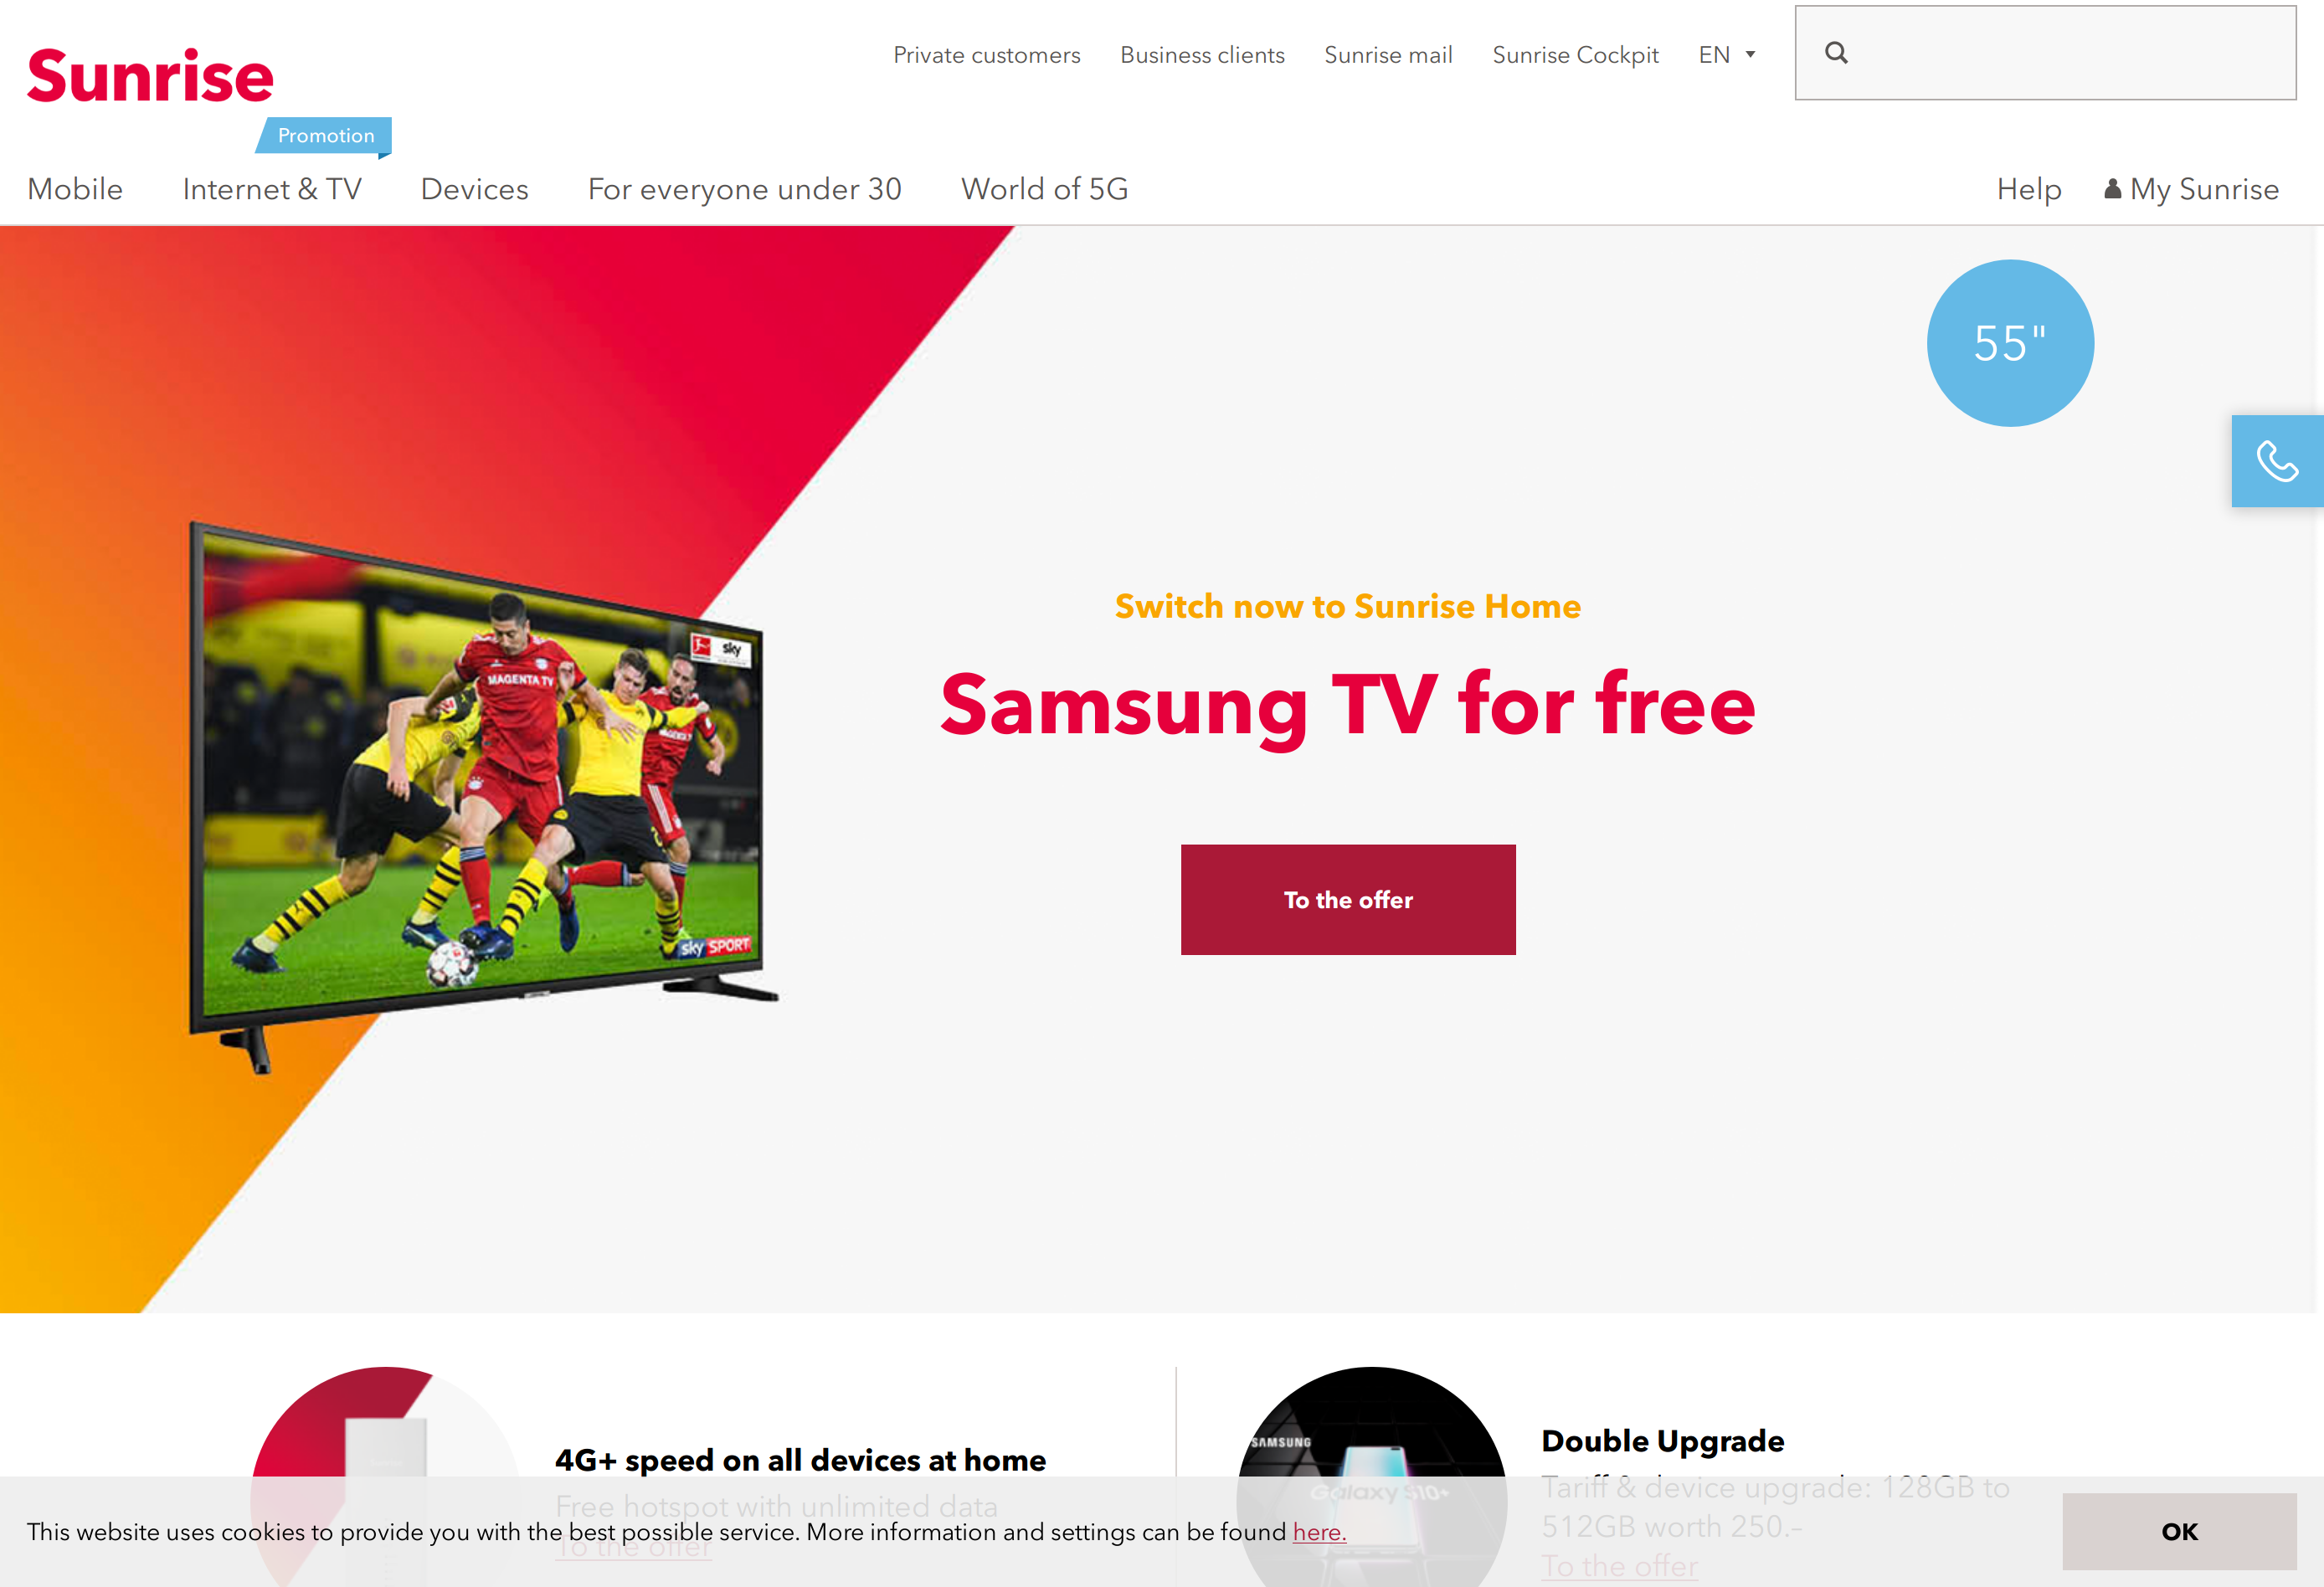 Private customers Business clients Sunrise mail Sunrise Cockpit EN
Sunrise
Promotion
Mobile Internet & TV Devices For everyone under 30 World of 5G Help My Sunrise
55"
sky
MAGENTA TV
sky SPORT
Switch now to Sunrise Home
Samsung TV for free
To the offer
4G+ speed on all devices at home
Free hotspot with unlimited data
To the offer
SAMSUNG
Galaxy S10+
Double Upgrade
Tariff & device upgrade: 128GB to
512GB worth 250.–
To the offer
This website uses cookies to provide you with the best possible service. More information and settings can be found here.
OK